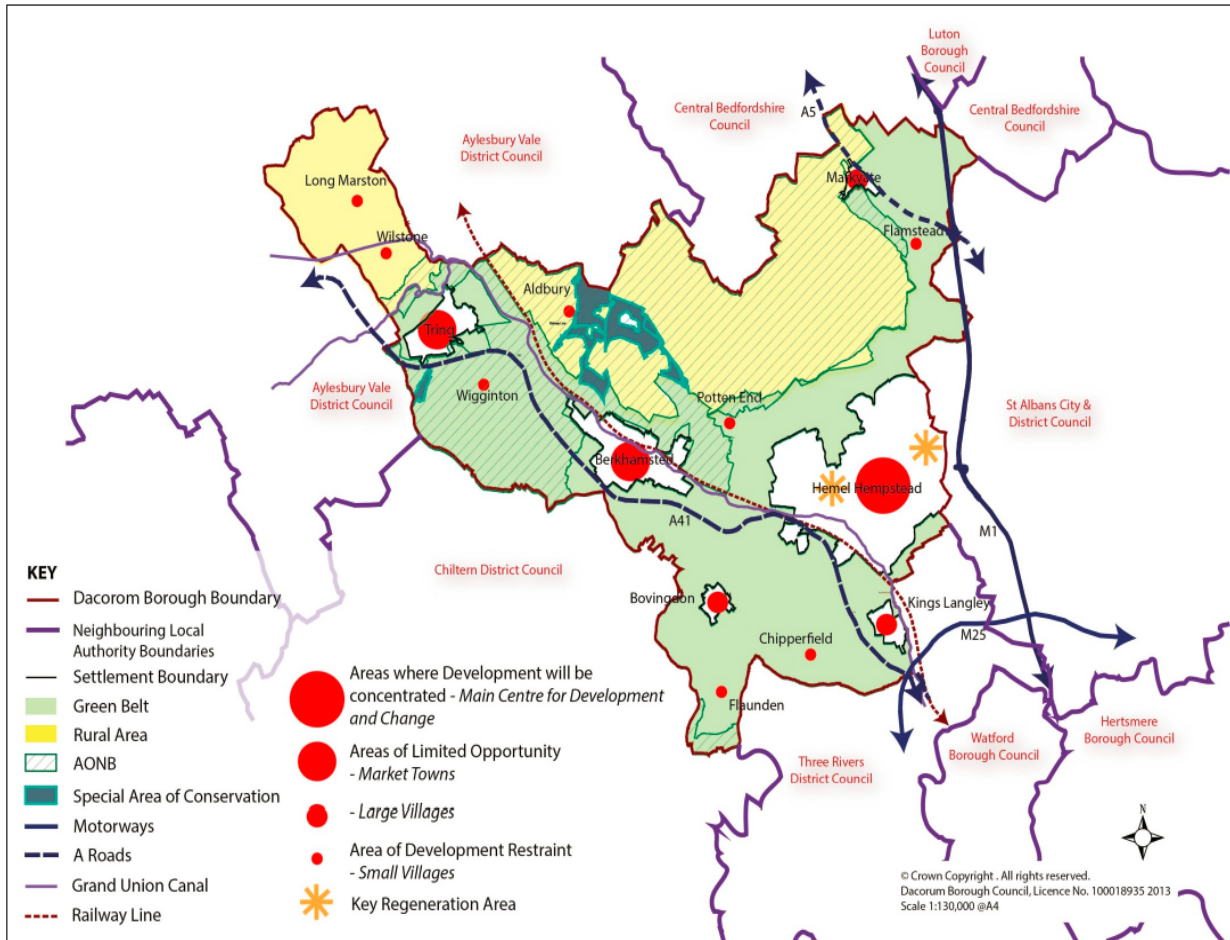 Luton
Borough
Council
Central Bedfordshire
Council
A5
Central Bedfordshire
Council
Aylesbury Vale
District Council
Long Marston
Markyate
Wilstone
Flamstead
Aldbury
Tring
Aylesbury Vale
District Council
Wigginton
Potten End
St Albans City &
District Council
Berkhamsted
Hemel Hempstead
A41
M1
Chiltern District Council
Bovingdon
Kings Langley
M25
Chipperfield
Flaunden
Three Rivers
District Council
Watford
Borough Council
Hertsmere
Borough Council
KEY
Dacorom Borough Boundary
Neighbouring Local
Authority Boundaries
Settlement Boundary
Green Belt
Rural Area
AONB
Special Area of Conservation
Motorways
A Roads
Grand Union Canal
Railway Line
Areas where Development will be
concentrated - Main Centre for Development
and Change
Areas of Limited Opportunity
- Market Towns
- Large Villages
Area of Development Restraint
- Small Villages
Key Regeneration Area
N
© Crown Copyright . All rights reserved.
Dacorum Borough Council, Licence No. 100018935 2013
Scale 1:130,000 @A4